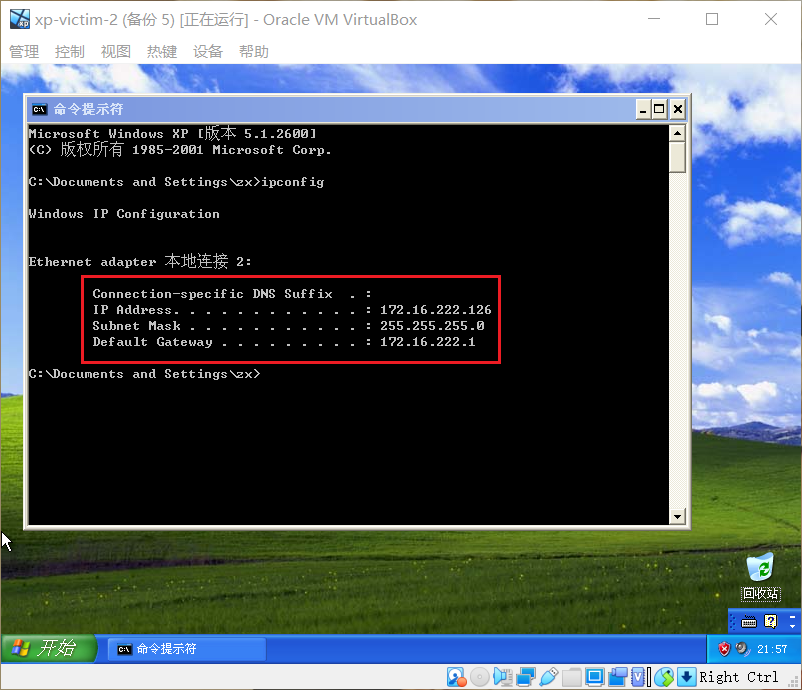 xp-victim-2 (备份 5) [正在运行] - Oracle VM VirtualBox
管理 控制 视图 热键 设备 帮助
命令提示符
Microsoft Windows XP [版本 5.1.2600]
(C) 版权所有 1985-2001 Microsoft Corp.
C:\Documents and Settings\zx>ipconfig
Windows IP Configuration
Ethernet adapter 本地连接 2:
Connection-specific DNS Suffix  . :
IP Address. . . . . . . . . . . . : 172.16.222.126
Subnet Mask . . . . . . . . . . . : 255.255.255.0
Default Gateway . . . . . . . . . : 172.16.222.1
C:\Documents and Settings\zx>
回收站
开始 命令提示符 21:57
Right Ctrl